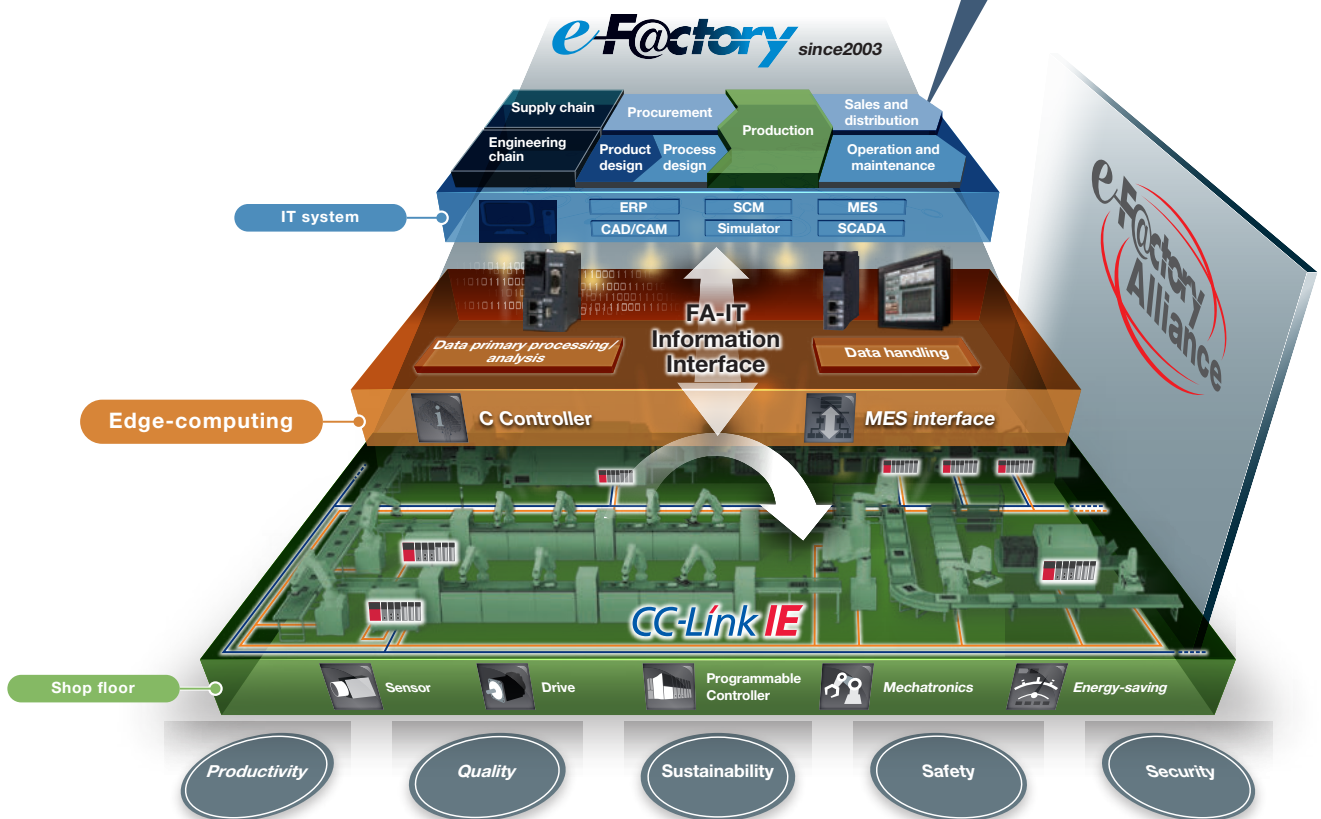 e-F@ctory since2003
Supply chain
Procurement
Production
Sales and
distribution
Engineering
chain
Product
design
Process
design
Operation and
maintenance
IT system
ERP
SCM
MES
CAD/CAM
Simulator
SCADA
e-F@ctory
Alliance
FA-IT
Information
Interface
Data primary processing/
analysis
Data handling
Edge-computing
C Controller
MES interface
CC-Link IE
Shop floor
Sensor
Drive
Programmable
Controller
Mechatronics
Energy-saving
Productivity
Quality
Sustainability
Safety
Security